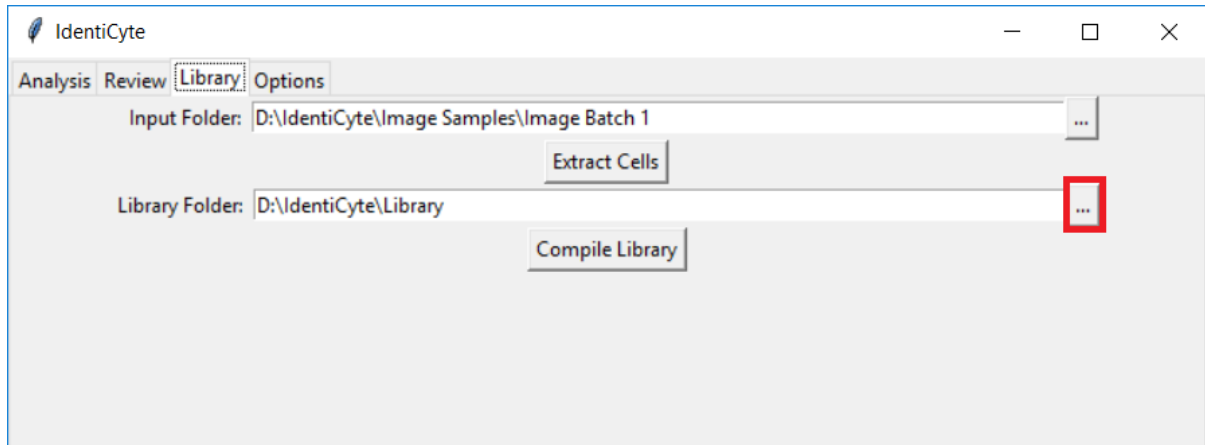 IdentiCyte
Analysis Review Library Options
Input Folder: D:\IdentiCyte\Image Samples\Image Batch 1 ...
Extract Cells
Library Folder: D:\IdentiCyte\Library ...
Compile Library